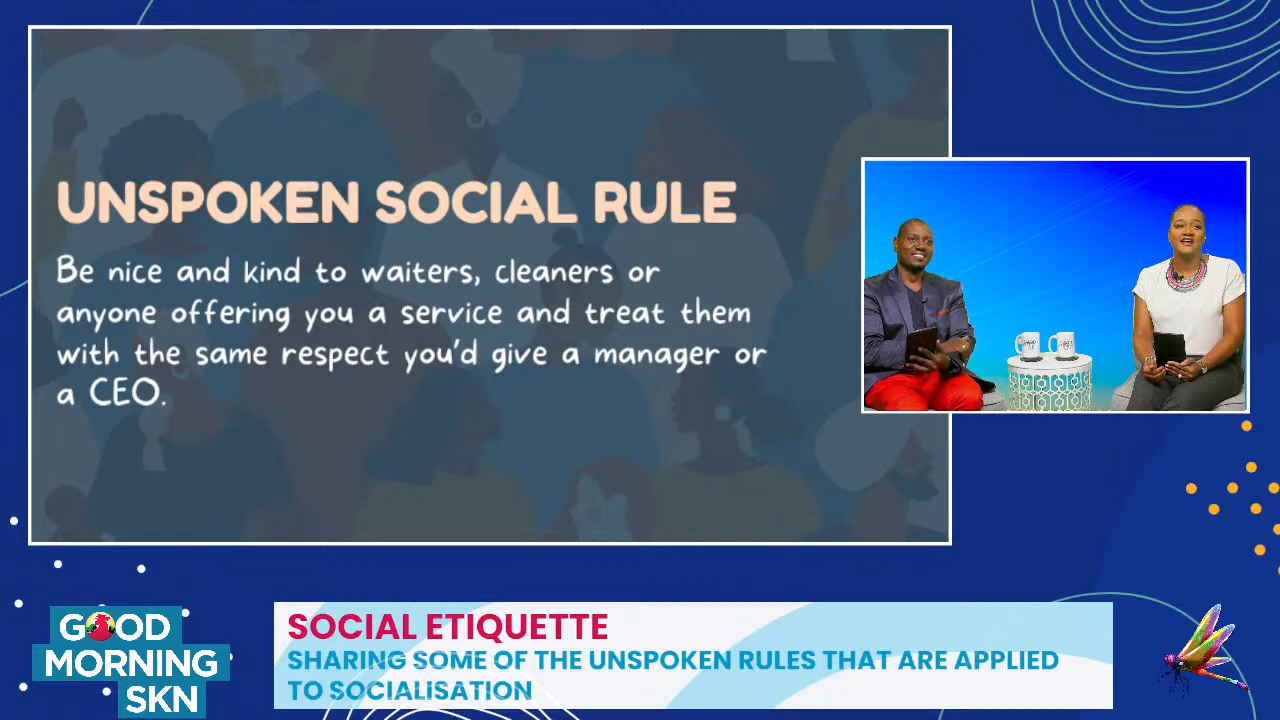 UNSPOKEN SOCIAL RULE
Be nice and kind to waiters, cleaners or
anyone offering you a service and treat them
with the same respect you'd give a manager or
a CEO.
SOCIAL ETIQUETTE
SHARING SOME OF THE UNSPOKEN RULES THAT ARE APPLIED
TO SOCIALISATION
GOOD
MORNING
SKN